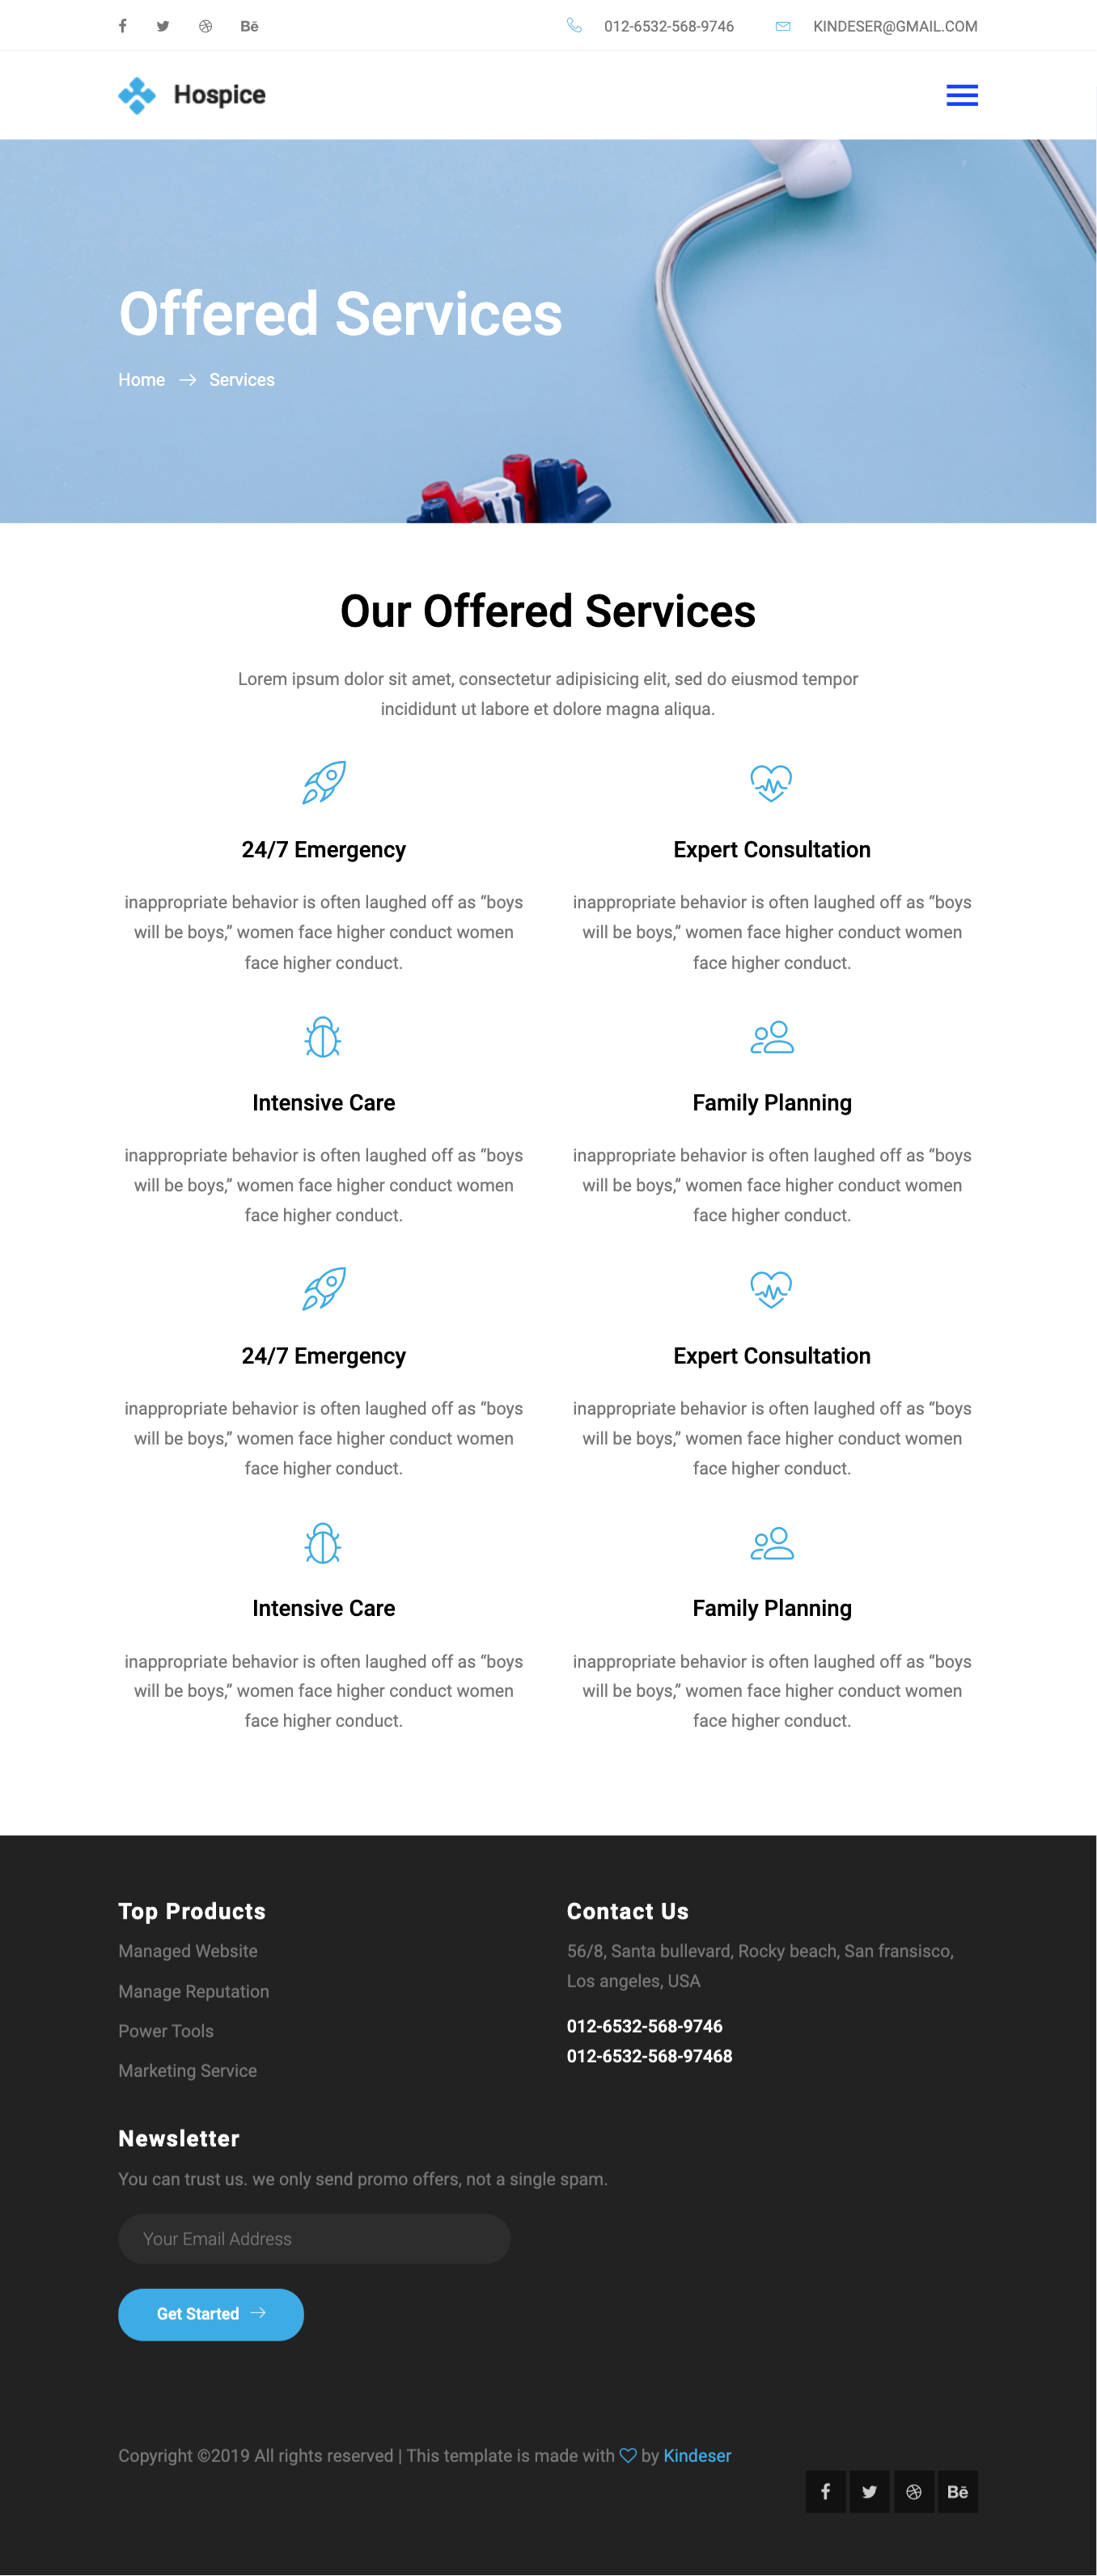 012-6532-568-9746 KINDESER@GMAIL.COM
Hospice
Offered Services
Home Services
Our Offered Services
Lorem ipsum dolor sit amet, consectetur adipisicing elit, sed do eiusmod tempor
incididunt ut labore et dolore magna aliqua.
24/7 Emergency
inappropriate behavior is often laughed off as “boys
will be boys,” women face higher conduct women
face higher conduct.
Expert Consultation
inappropriate behavior is often laughed off as “boys
will be boys,” women face higher conduct women
face higher conduct.
Intensive Care
inappropriate behavior is often laughed off as “boys
will be boys,” women face higher conduct women
face higher conduct.
Family Planning
inappropriate behavior is often laughed off as “boys
will be boys,” women face higher conduct women
face higher conduct.
24/7 Emergency
inappropriate behavior is often laughed off as “boys
will be boys,” women face higher conduct women
face higher conduct.
Expert Consultation
inappropriate behavior is often laughed off as “boys
will be boys,” women face higher conduct women
face higher conduct.
Intensive Care
inappropriate behavior is often laughed off as “boys
will be boys,” women face higher conduct women
face higher conduct.
Family Planning
inappropriate behavior is often laughed off as “boys
will be boys,” women face higher conduct women
face higher conduct.
Top Products
Managed Website
Manage Reputation
Power Tools
Marketing Service
Contact Us
56/8, Santa bullevard, Rocky beach, San fransisco,
Los angeles, USA
012-6532-568-9746
012-6532-568-97468
Newsletter
You can trust us. we only send promo offers, not a single spam.
Your Email Address
Get Started
Copyright ©2019 All rights reserved | This template is made with by Kindeser